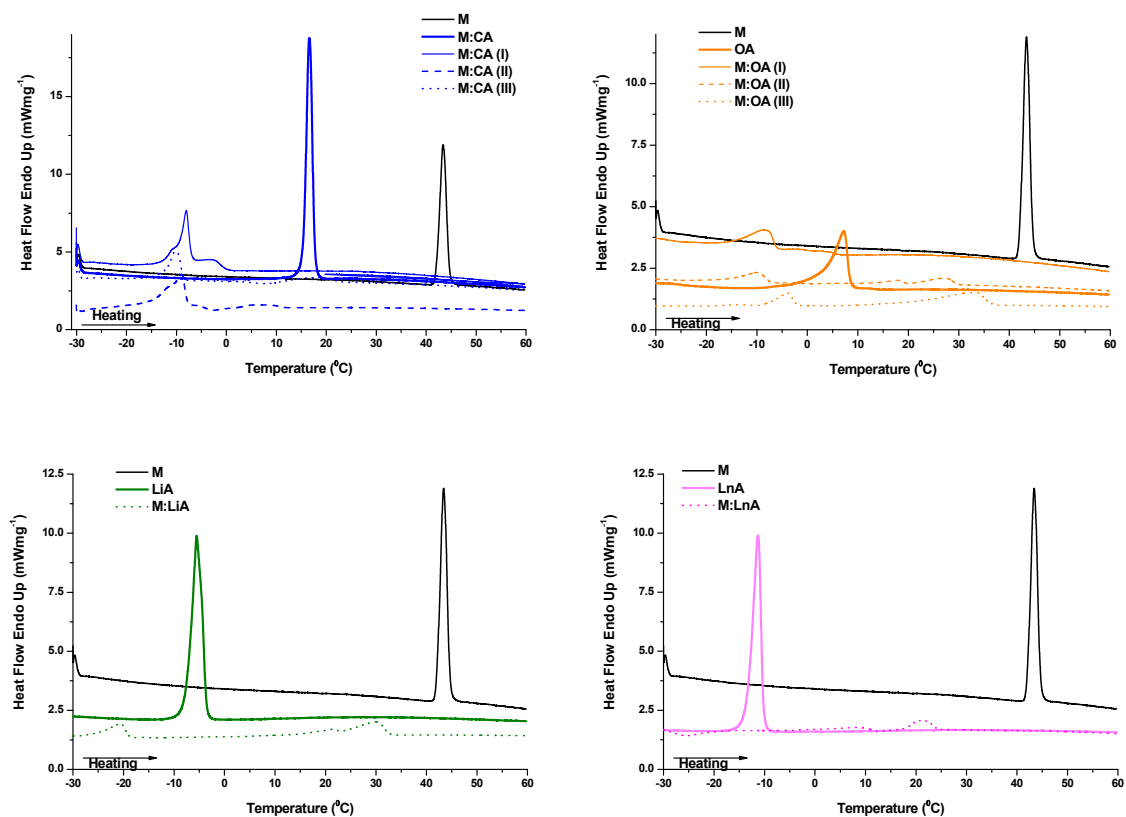 M
M:CA
M:CA (I)
M:CA (II)
M:CA (III)
Heat Flow Endo Up (mWmg⁻¹)
15
10
5
0
Heating
-30 -20 -10 0 10 20 30 40 50 60
Temperature (⁰C)
M
OA
M:OA (I)
M:OA (II)
M:OA (III)
Heat Flow Endo Up (mWmg⁻¹)
10.0
7.5
5.0
2.5
0.0
Heating
-30 -20 -10 0 10 20 30 40 50 60
Temperature (⁰C)
M
LiA
M:LiA
Heat Flow Endo Up (mWmg⁻¹)
12.5
10.0
7.5
5.0
2.5
0.0
Heating
-30 -20 -10 0 10 20 30 40 50 60
Temperature (⁰C)
M
LnA
M:LnA
Heat Flow Endo Up (mWmg⁻¹)
12.5
10.0
7.5
5.0
2.5
0.0
Heating
-30 -20 -10 0 10 20 30 40 50 60
Temperature (⁰C)